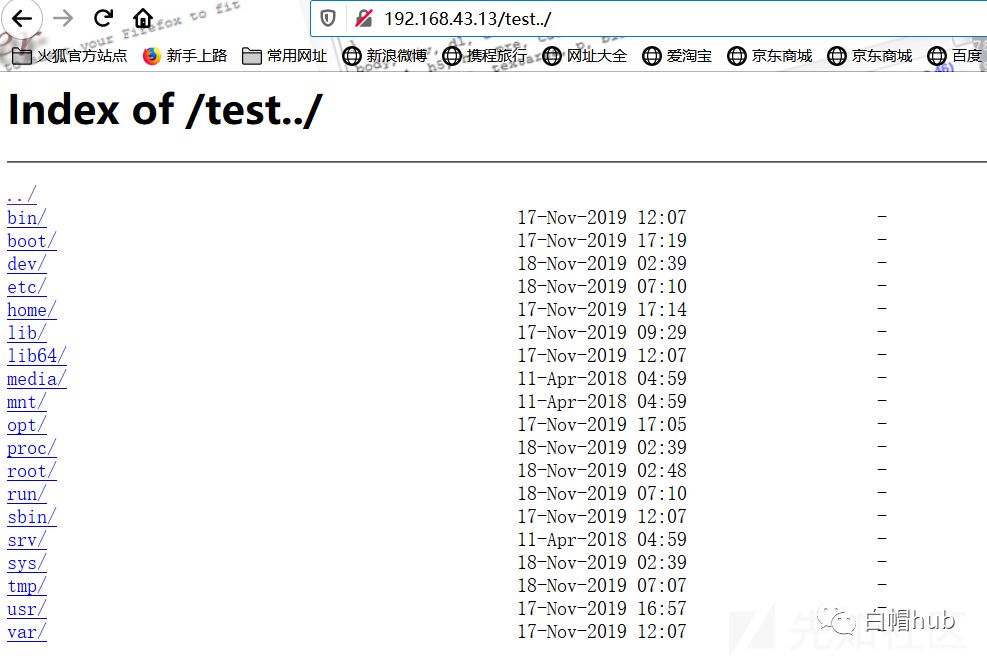 192.168.43.13/test../
your Firefox to fit
火狐官方站点 新手上路 常用网址 新浪微博 携程旅行 网址大全 爱淘宝 京东商城 京东商城 百度
Index of /test../
../
bin/ 17-Nov-2019 12:07 -
boot/ 17-Nov-2019 17:19 -
dev/ 18-Nov-2019 02:39 -
etc/ 18-Nov-2019 07:10 -
home/ 17-Nov-2019 17:14 -
lib/ 17-Nov-2019 09:29 -
lib64/ 17-Nov-2019 12:07 -
media/ 11-Apr-2018 04:59 -
mnt/ 11-Apr-2018 04:59 -
opt/ 17-Nov-2019 17:05 -
proc/ 18-Nov-2019 02:39 -
root/ 18-Nov-2019 02:48 -
run/ 18-Nov-2019 07:10 -
sbin/ 17-Nov-2019 12:07 -
srv/ 11-Apr-2018 04:59 -
sys/ 18-Nov-2019 02:39 -
tmp/ 18-Nov-2019 07:07 -
usr/ 17-Nov-2019 16:57 -
var/ 17-Nov-2019 12:07 -
白帽hub
先知社区